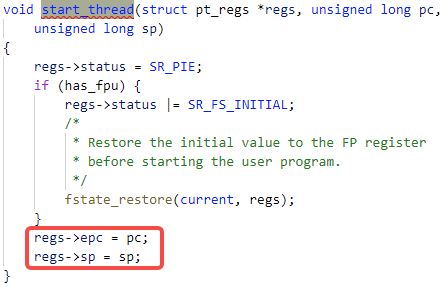 void start_thread(struct pt_regs *regs, unsigned long pc,
    unsigned long sp)
{
    regs->status = SR_PIE;
    if (has_fpu) {
        regs->status |= SR_FS_INITIAL;
        /*
         * Restore the initial value to the FP register
         * before starting the user program.
         */
        fstate_restore(current, regs);
    }
    regs->epc = pc;
    regs->sp = sp;
}